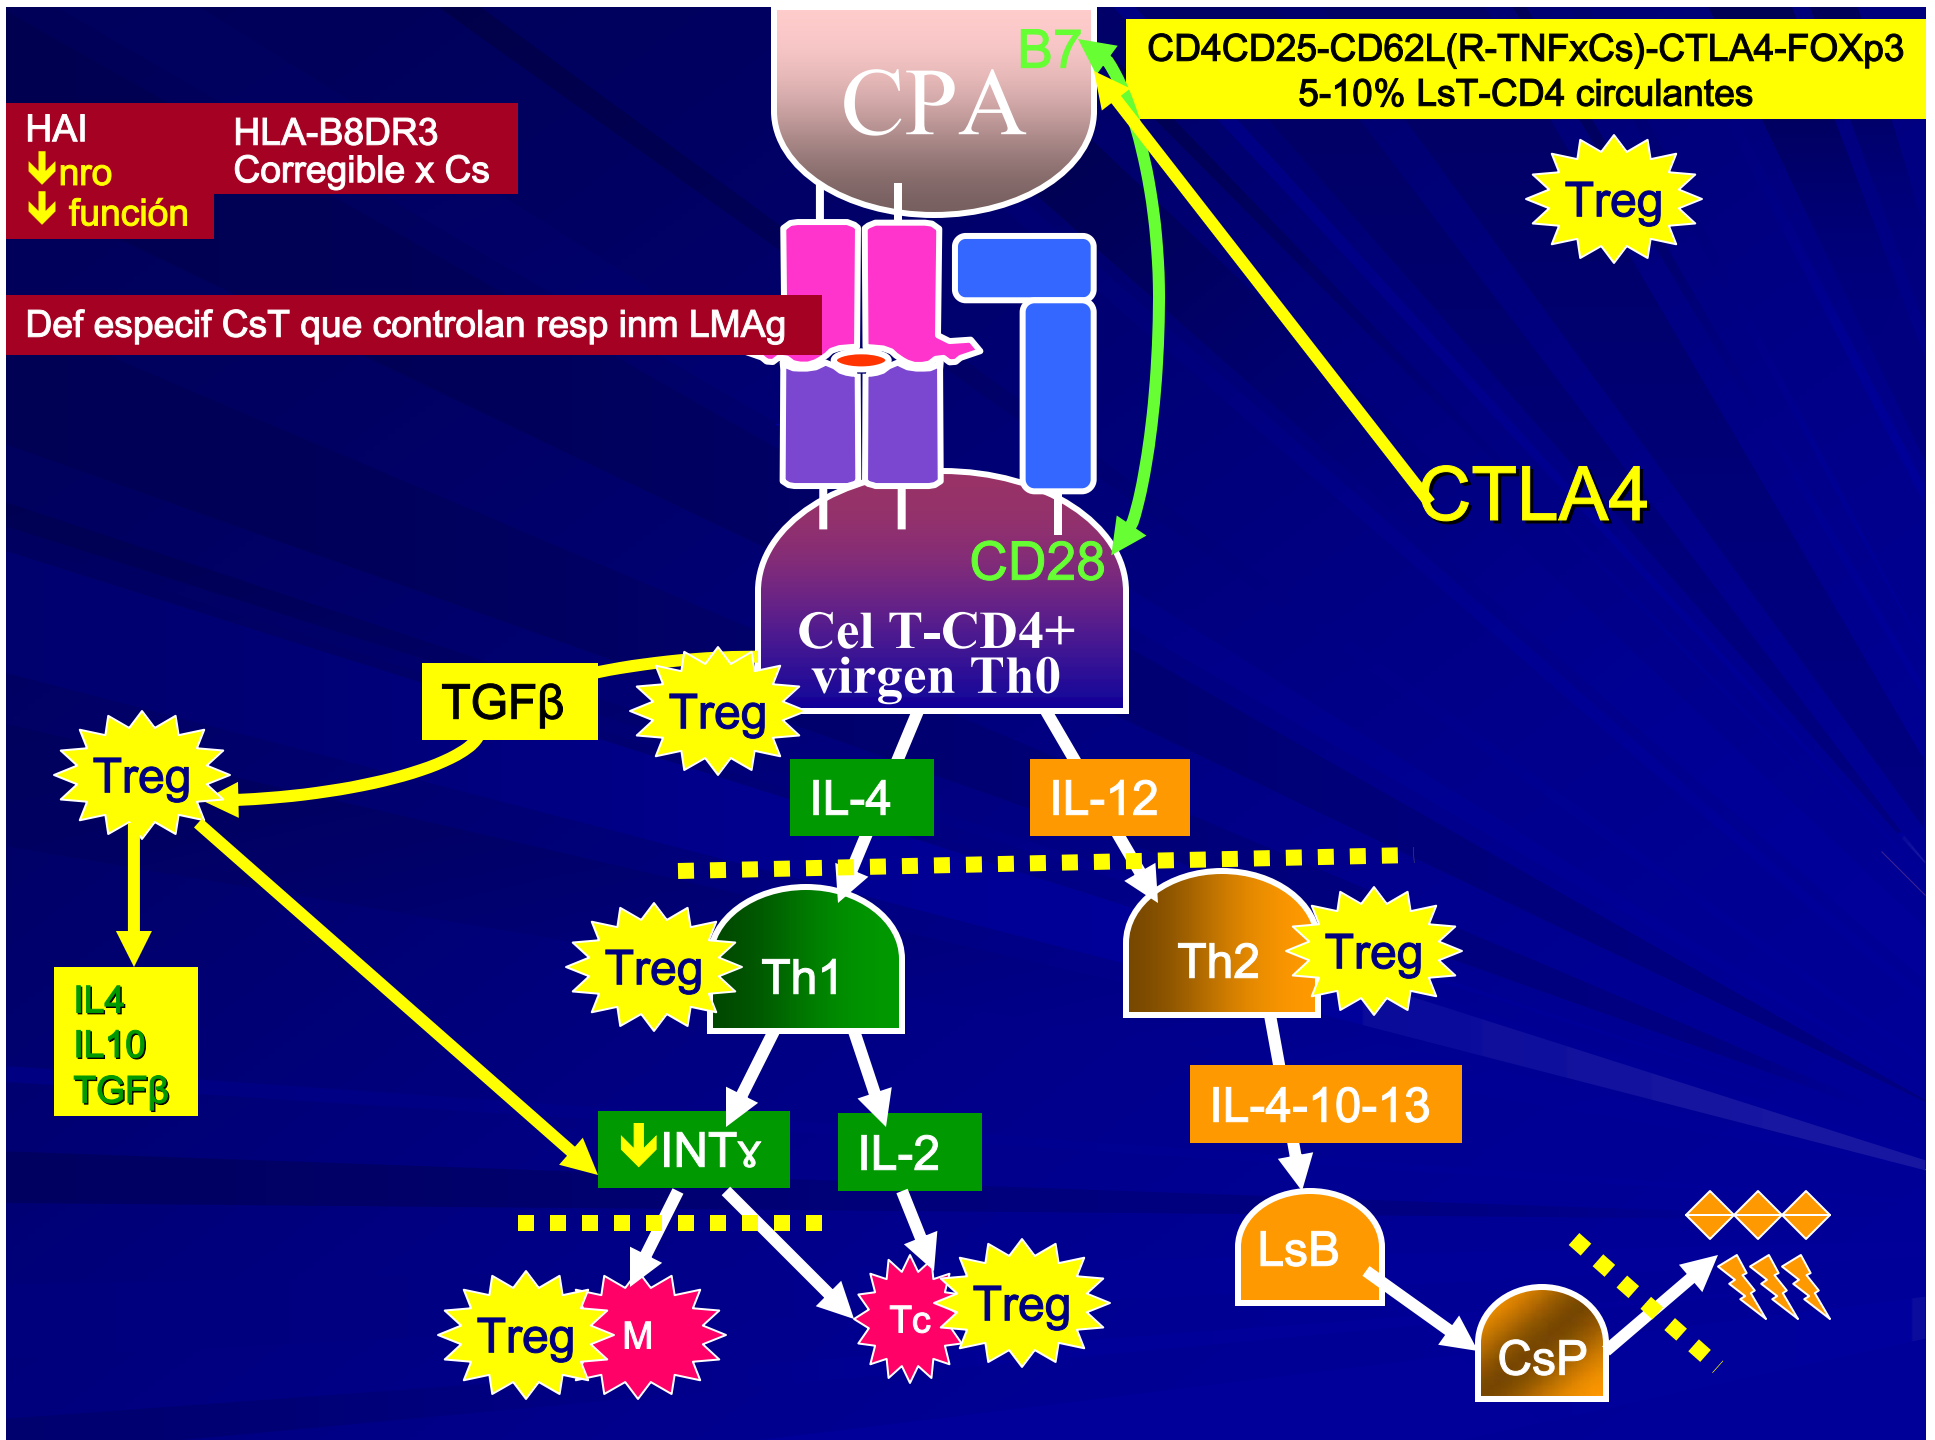 B7
CPA
CD4CD25-CD62L(R-TNFxCs)-CTLA4-FOXp3
5-10% LsT-CD4 circulantes
HAI
nro
función
HLA-B8DR3
Corregible x Cs
Treg
Def especif CsT que controlan resp inm LMAg
CTLA4
CD28
Cel T-CD4+
virgen Th0
TGFβ
Treg
Treg
IL-4
IL-12
Treg
Th1
Th2
Treg
IL4
IL10
TGFβ
INTɣ
IL-2
IL-4-10-13
LsB
Treg
M
Tc
Treg
CsP